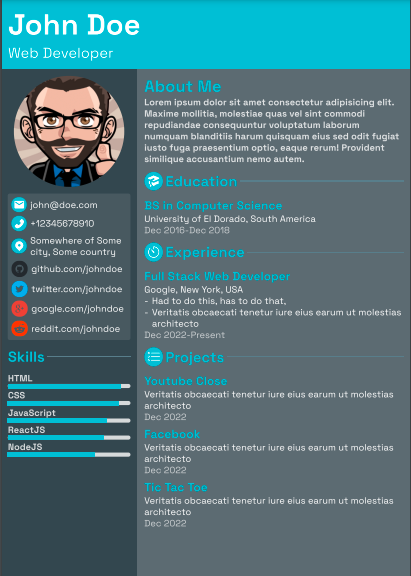 John Doe
Web Developer
john@doe.com
+12345678910
Somewhere of Some
city, Some country
github.com/johndoe
twitter.com/johndoe
google.com/johndoe
reddit.com/johndoe
Skills
HTML
CSS
JavaScript
ReactJS
NodeJS
About Me
Lorem ipsum dolor sit amet consectetur adipisicing elit.
Maxime mollitia, molestiae quas vel sint commodi
repudiandae consequuntur voluptatum laborum
numquam blanditiis harum quisquam eius sed odit fugiat
iusto fuga praesentium optio, eaque rerum! Provident
similique accusantium nemo autem.
Education
BS in Computer Science
University of El Dorado, South America
Dec 2016-Dec 2018
Experience
Full Stack Web Developer
Google, New York, USA
- Had to do this, has to do that,
- Veritatis obcaecati tenetur iure eius earum ut molestias
architecto
Dec 2022-Present
Projects
Youtube Close
Veritatis obcaecati tenetur iure eius earum ut molestias
architecto
Dec 2022
Facebook
Veritatis obcaecati tenetur iure eius earum ut molestias
architecto
Dec 2022
Tic Tac Toe
Veritatis obcaecati tenetur iure eius earum ut molestias
architecto
Dec 2022